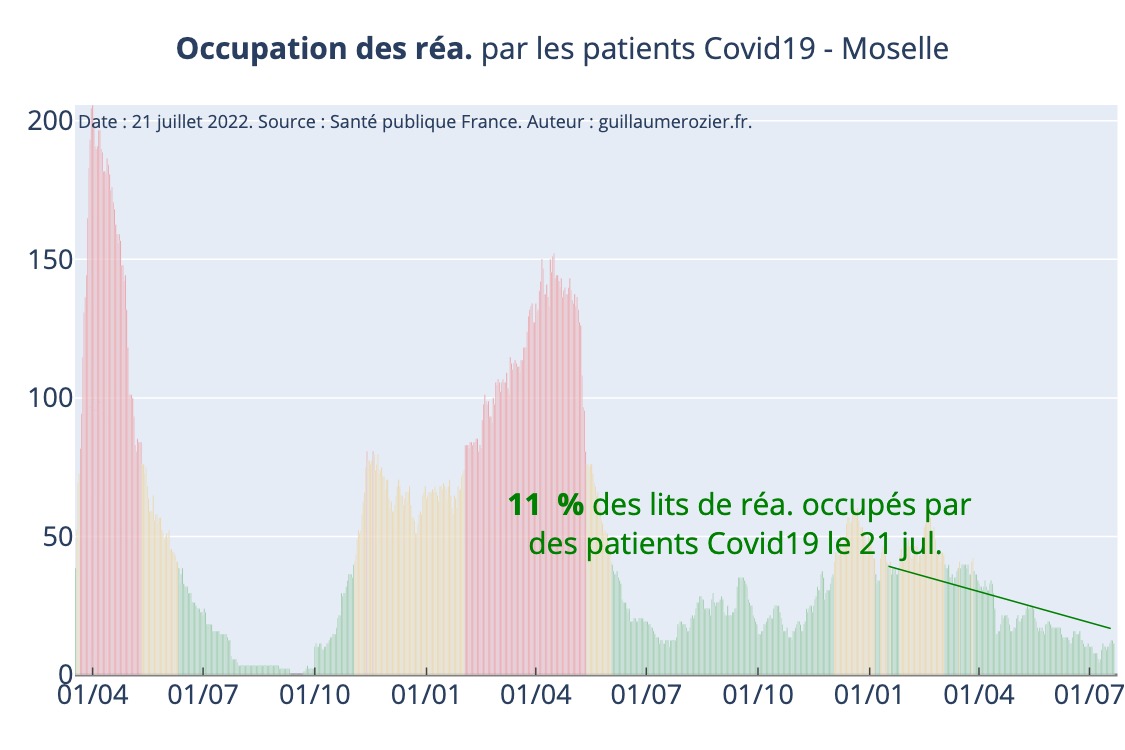 Occupation des réa. par les patients Covid19 - Moselle
200
Date : 21 juillet 2022. Source : Santé publique France. Auteur : guillaumerozier.fr.
150
100
11 % des lits de réa. occupés par
des patients Covid19 le 21 jul.
50
0
01/04 01/07 01/10 01/01 01/04 01/07 01/10 01/01 01/04 01/07